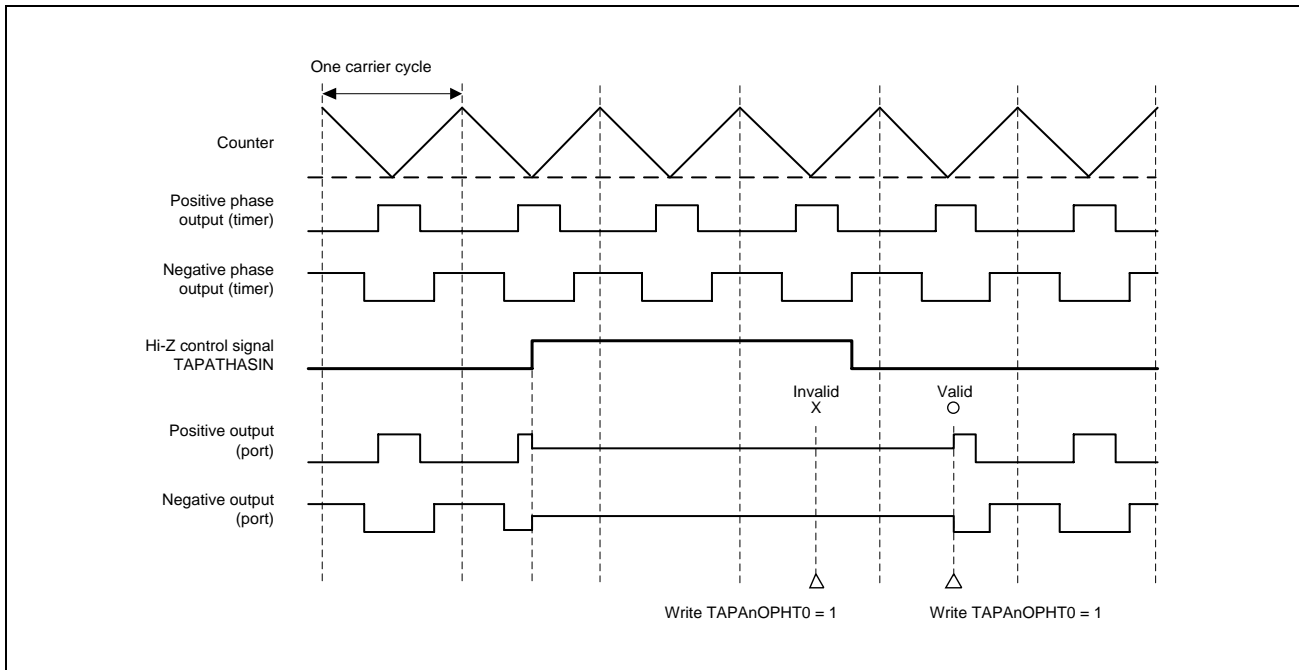 One carrier cycle
Counter
Positive phase
output (timer)
Negative phase
output (timer)
Hi-Z control signal
TAPATHASIN
Invalid
X
Valid
Positive output
(port)
Negative output
(port)
Write TAPAnOPHT0 = 1
Write TAPAnOPHT0 = 1